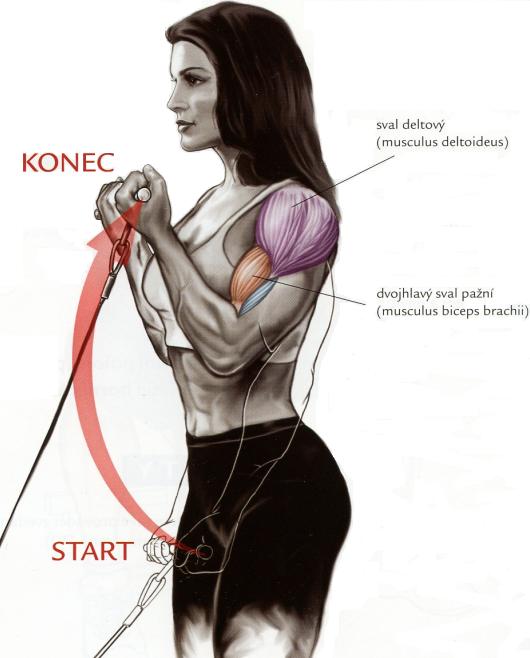 sval deltový
(musculus deltoideus)
KONEC
dvojhlavý sval pažní
(musculus biceps brachii)
START